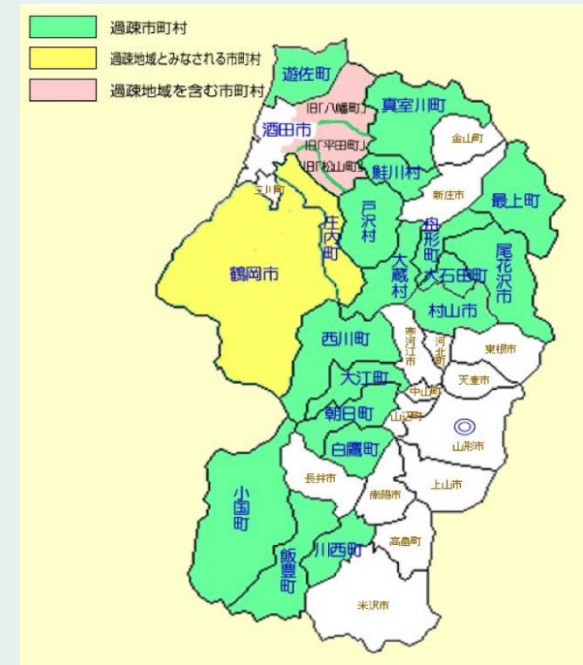 過疎市町村
過疎地域とみなされる市町村
過疎地域を含む市町村
遊佐町
旧「八幡町」
真室川町
酒田市
金山町
旧「平田町」
旧「松山町」
鮭川村
三川町
新庄市
最上町
庄内町
戸沢村
舟形町
鶴岡市
大蔵村
大石田町
尾花沢市
村山市
西川町
寒河江市
河北町
東根市
大江町
天童市
中山町
朝日町
山辺町
山形市
白鷹町
長井市
上山市
南陽市
小国町
高畠町
川西町
飯豊町
米沢市